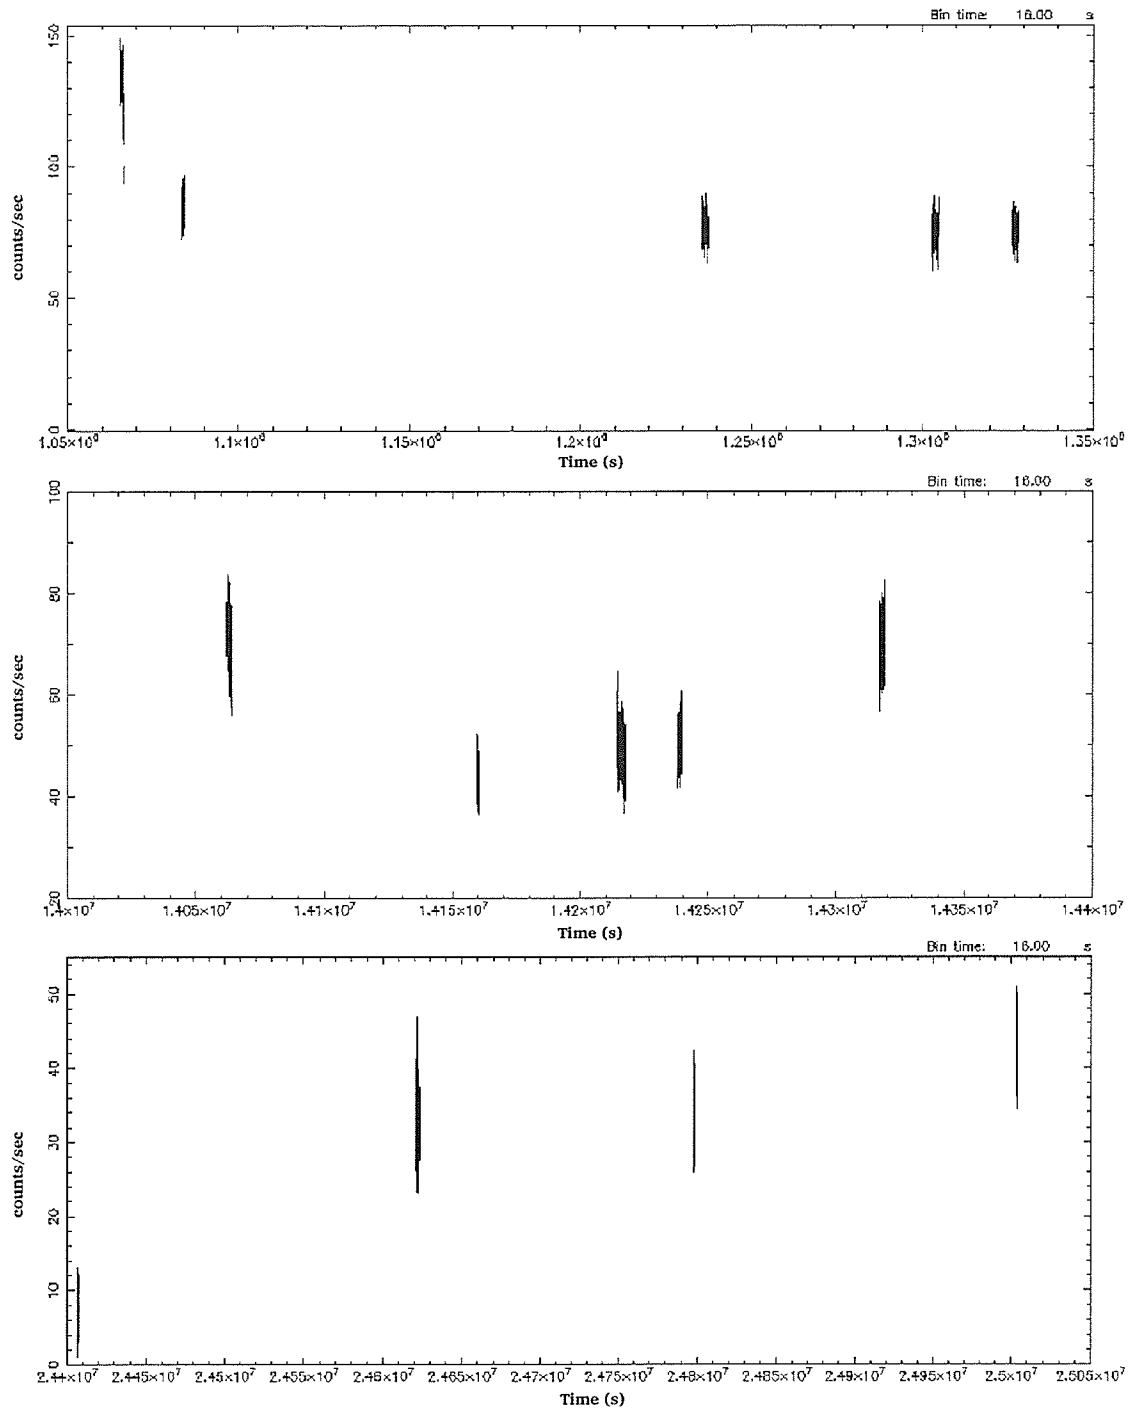 Bin time: 16.00 s
150
100
50
0
counts/sec
1.05×10⁶ 1.1×10⁶ 1.15×10⁶ 1.2×10⁶ 1.25×10⁶ 1.3×10⁶ 1.35×10⁶
Time (s)
Bin time: 16.00 s
100
80
60
40
20
counts/sec
1.4×10⁷ 1.405×10⁷ 1.41×10⁷ 1.415×10⁷ 1.42×10⁷ 1.425×10⁷ 1.43×10⁷ 1.435×10⁷ 1.44×10⁷
Time (s)
Bin time: 16.00 s
50
40
30
20
10
0
counts/sec
2.44×10⁷ 2.445×10⁷ 2.45×10⁷ 2.455×10⁷ 2.46×10⁷ 2.465×10⁷ 2.47×10⁷ 2.475×10⁷ 2.48×10⁷ 2.485×10⁷ 2.49×10⁷ 2.495×10⁷ 2.5×10⁷ 2.505×10⁷
Time (s)